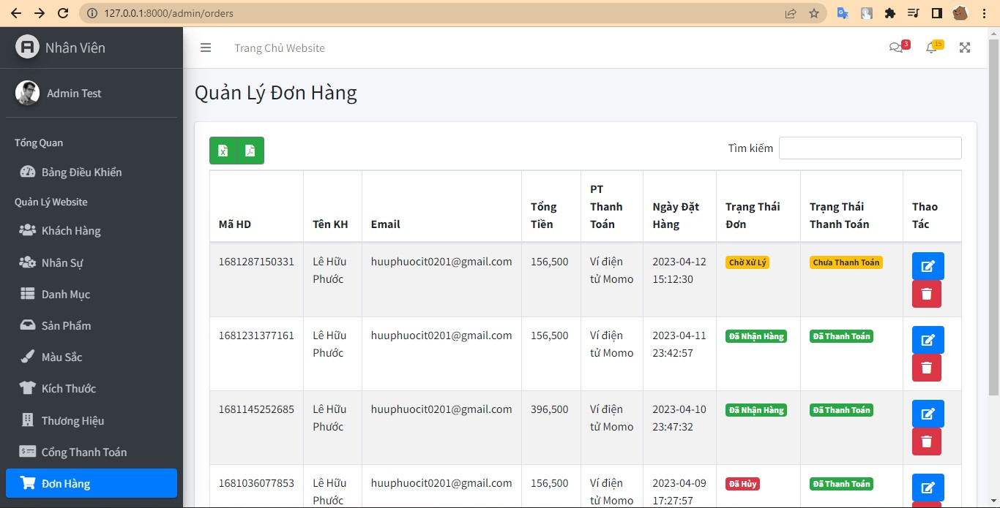 127.0.0.1:8000/admin/orders
Nhân Viên
Trang Chủ Website
3
15
Admin Test
Tổng Quan
Bảng Điều Khiển
Quản Lý Website
Khách Hàng
Nhân Sự
Danh Mục
Sản Phẩm
Màu Sắc
Kích Thước
Thương Hiệu
Cổng Thanh Toán
Đơn Hàng
Quản Lý Đơn Hàng
Tìm kiếm
Mã HD
Tên KH
Email
Tổng
Tiền
PT
Thanh
Toán
Ngày Đặt
Hàng
Trạng Thái
Đơn
Trạng Thái
Thanh Toán
Thao
Tác
1681287150331
Lê Hữu
Phước
huuphuocit0201@gmail.com
156,500
Ví điện
tử Momo
2023-04-12
15:12:30
Chờ Xử Lý
Chưa Thanh Toán
1681231377161
Lê Hữu
Phước
huuphuocit0201@gmail.com
156,500
Ví điện
tử Momo
2023-04-11
23:42:57
Đã Nhận Hàng
Đã Thanh Toán
1681145252685
Lê Hữu
Phước
huuphuocit0201@gmail.com
396,500
Ví điện
tử Momo
2023-04-10
23:47:32
Đã Nhận Hàng
Đã Thanh Toán
1681036077853
Lê Hữu
Phước
huuphuocit0201@gmail.com
156,500
Ví điện
tử Momo
2023-04-09
17:27:57
Đã Hủy
Đã Thanh Toán